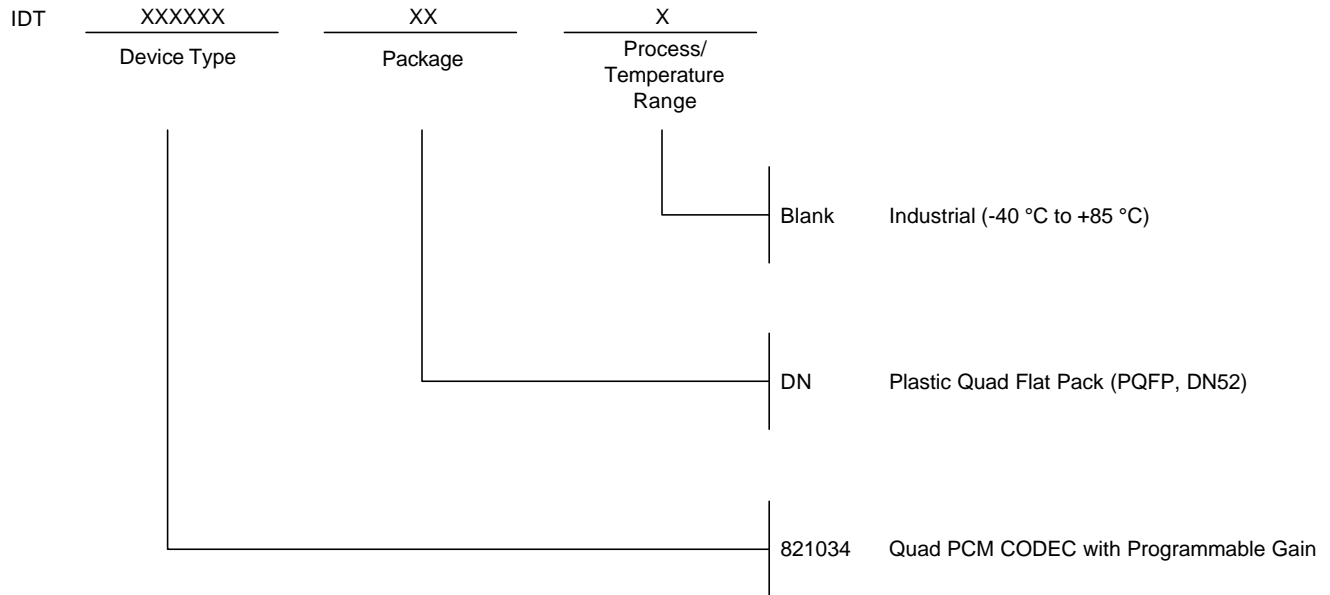 IDT XXXXXX XX X
Device Type Package Process/
Temperature
Range
Blank Industrial (-40 °C to +85 °C)
DN Plastic Quad Flat Pack (PQFP, DN52)
821034 Quad PCM CODEC with Programmable Gain